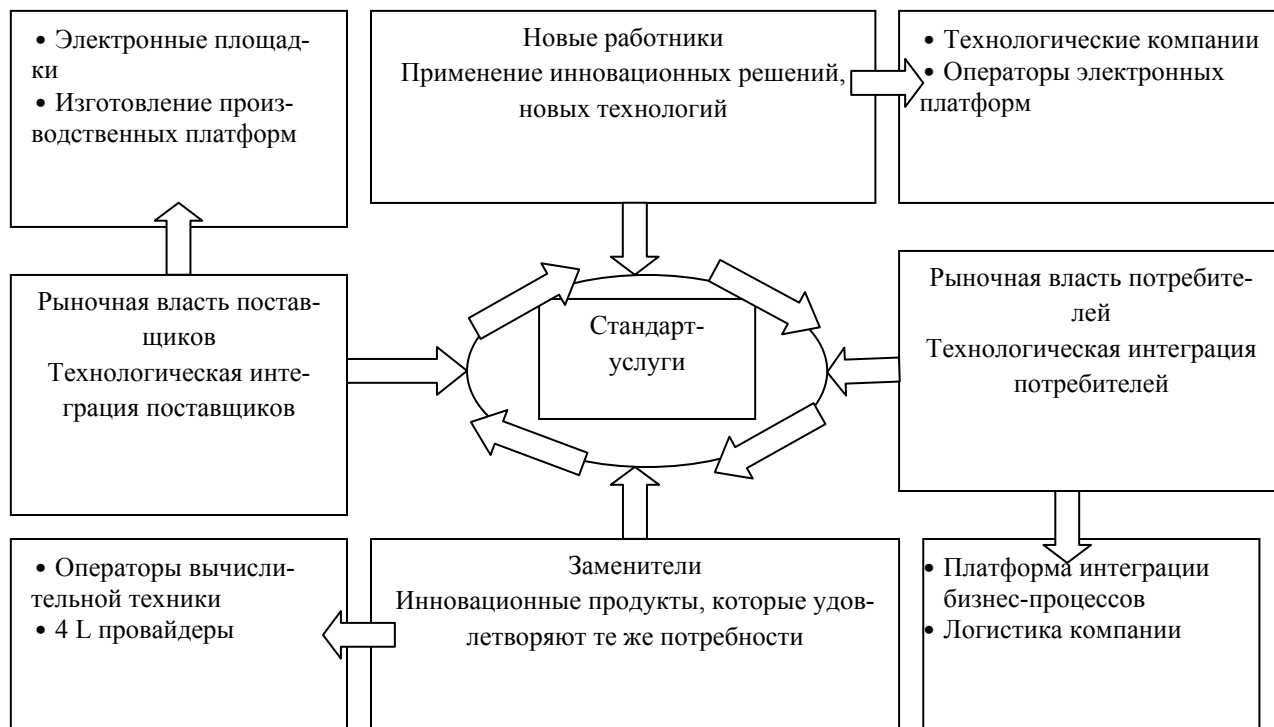 • Электронные площад-
ки
• Изготовление произ-
водственных платформ
Новые работники
Применение инновационных решений,
новых технологий
• Технологические компании
• Операторы электронных
платформ
Рыночная власть постав-
щиков
Технологическая инте-
грация поставщиков
Стандарт-
услуги
Рыночная власть потребите-
лей
Технологическая интеграция
потребителей
• Операторы вычисли-
тельной техники
• 4 L провайдеры
Заменители
Инновационные продукты, которые удов-
летворяют те же потребности
• Платформа интеграции
бизнес-процессов
• Логистика компании